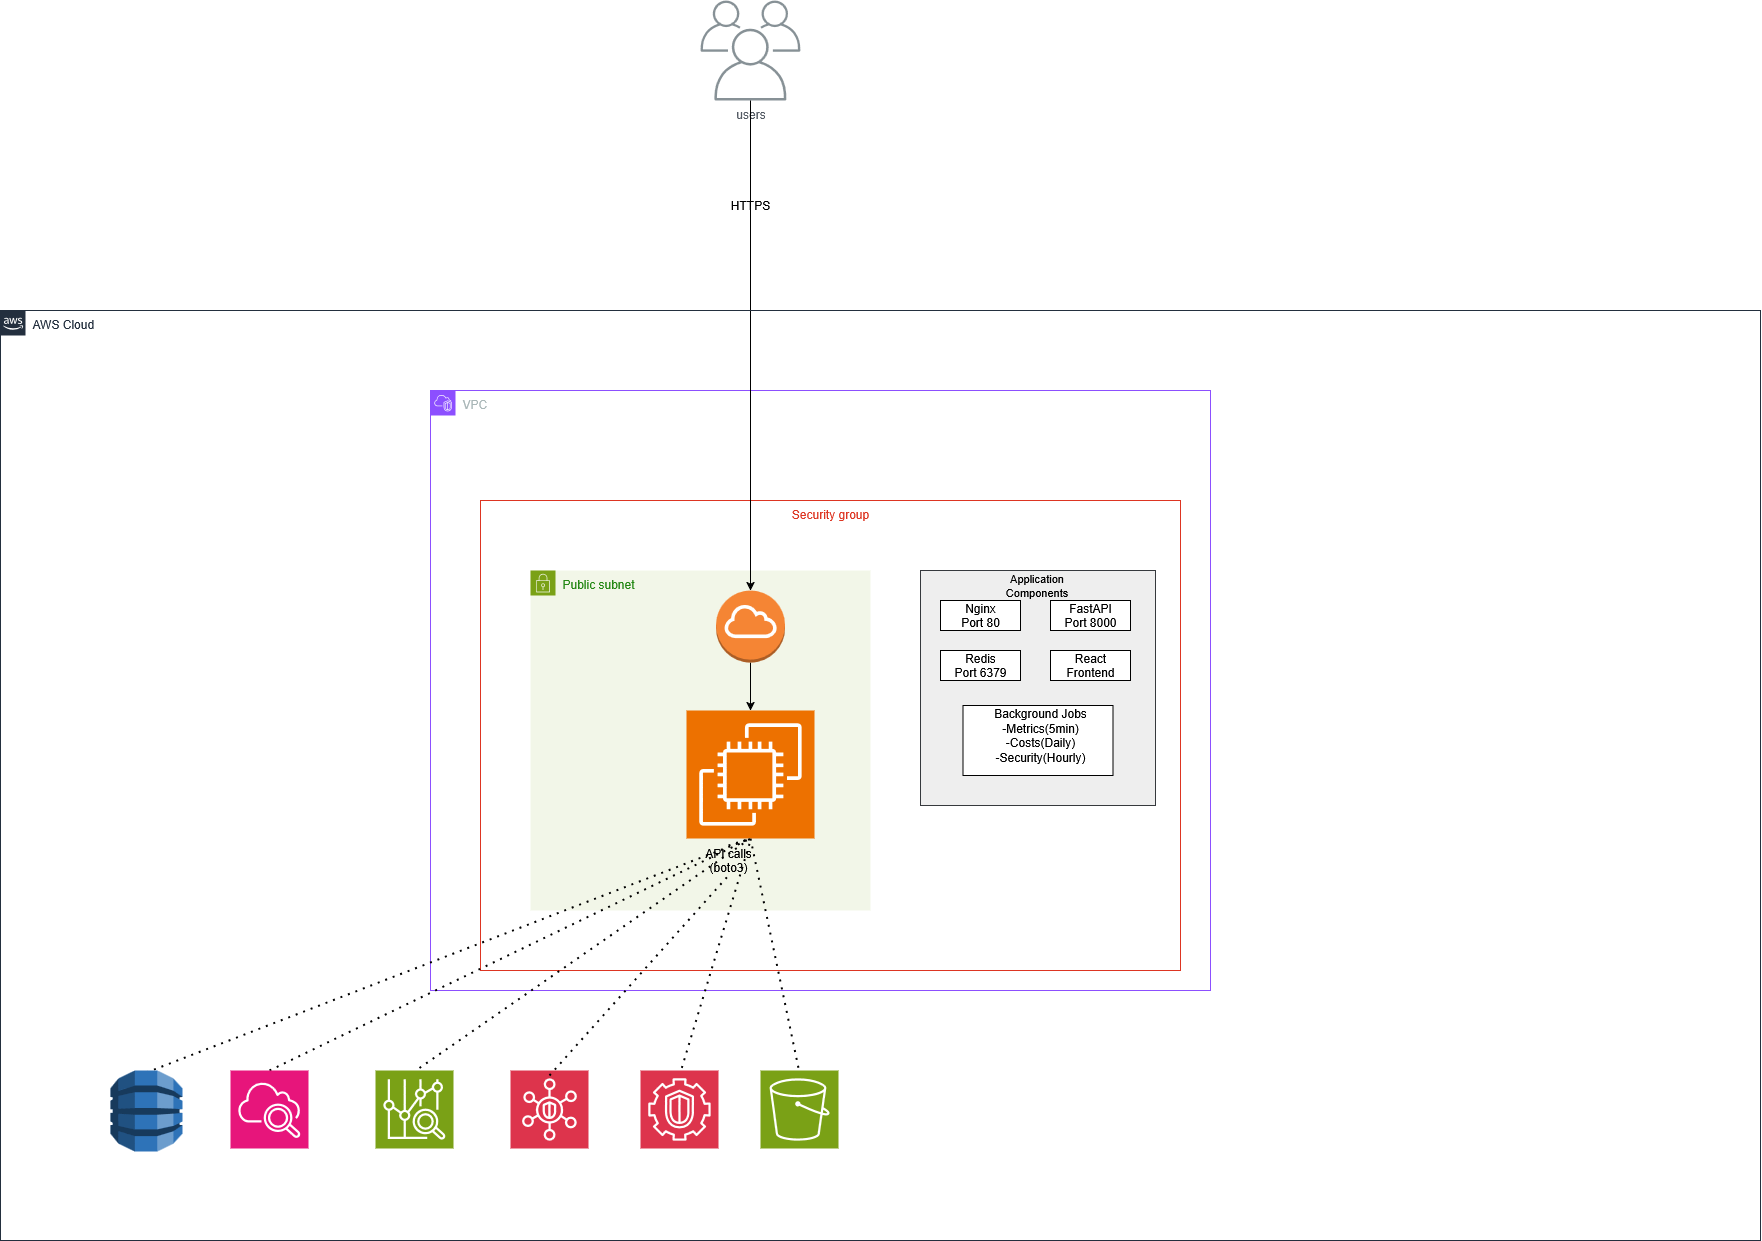 users
HTTPS
aws
AWS Cloud
VPC
Security group
Public subnet
Application
Components
Nginx
Port 80
FastAPI
Port 8000
Redis
Port 6379
React
Frontend
Background Jobs
-Metrics(5min)
-Costs(Daily)
-Security(Hourly)
API calls
(boto3)